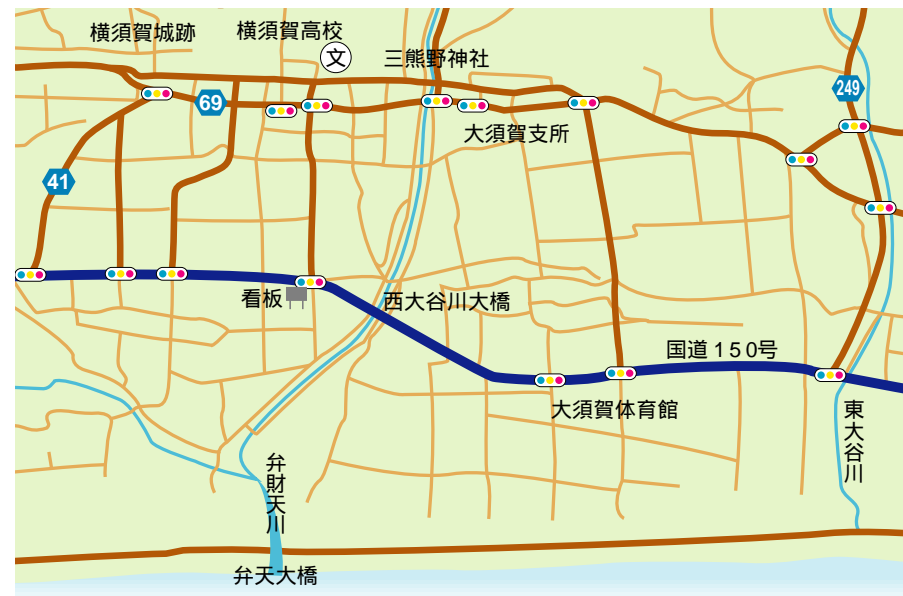 横須賀城跡
横須賀高校
文
三熊野神社
69
249
大須賀支所
41
看板
西大谷川大橋
国道150号
大須賀体育館
東大谷川
弁財天川
弁天大橋